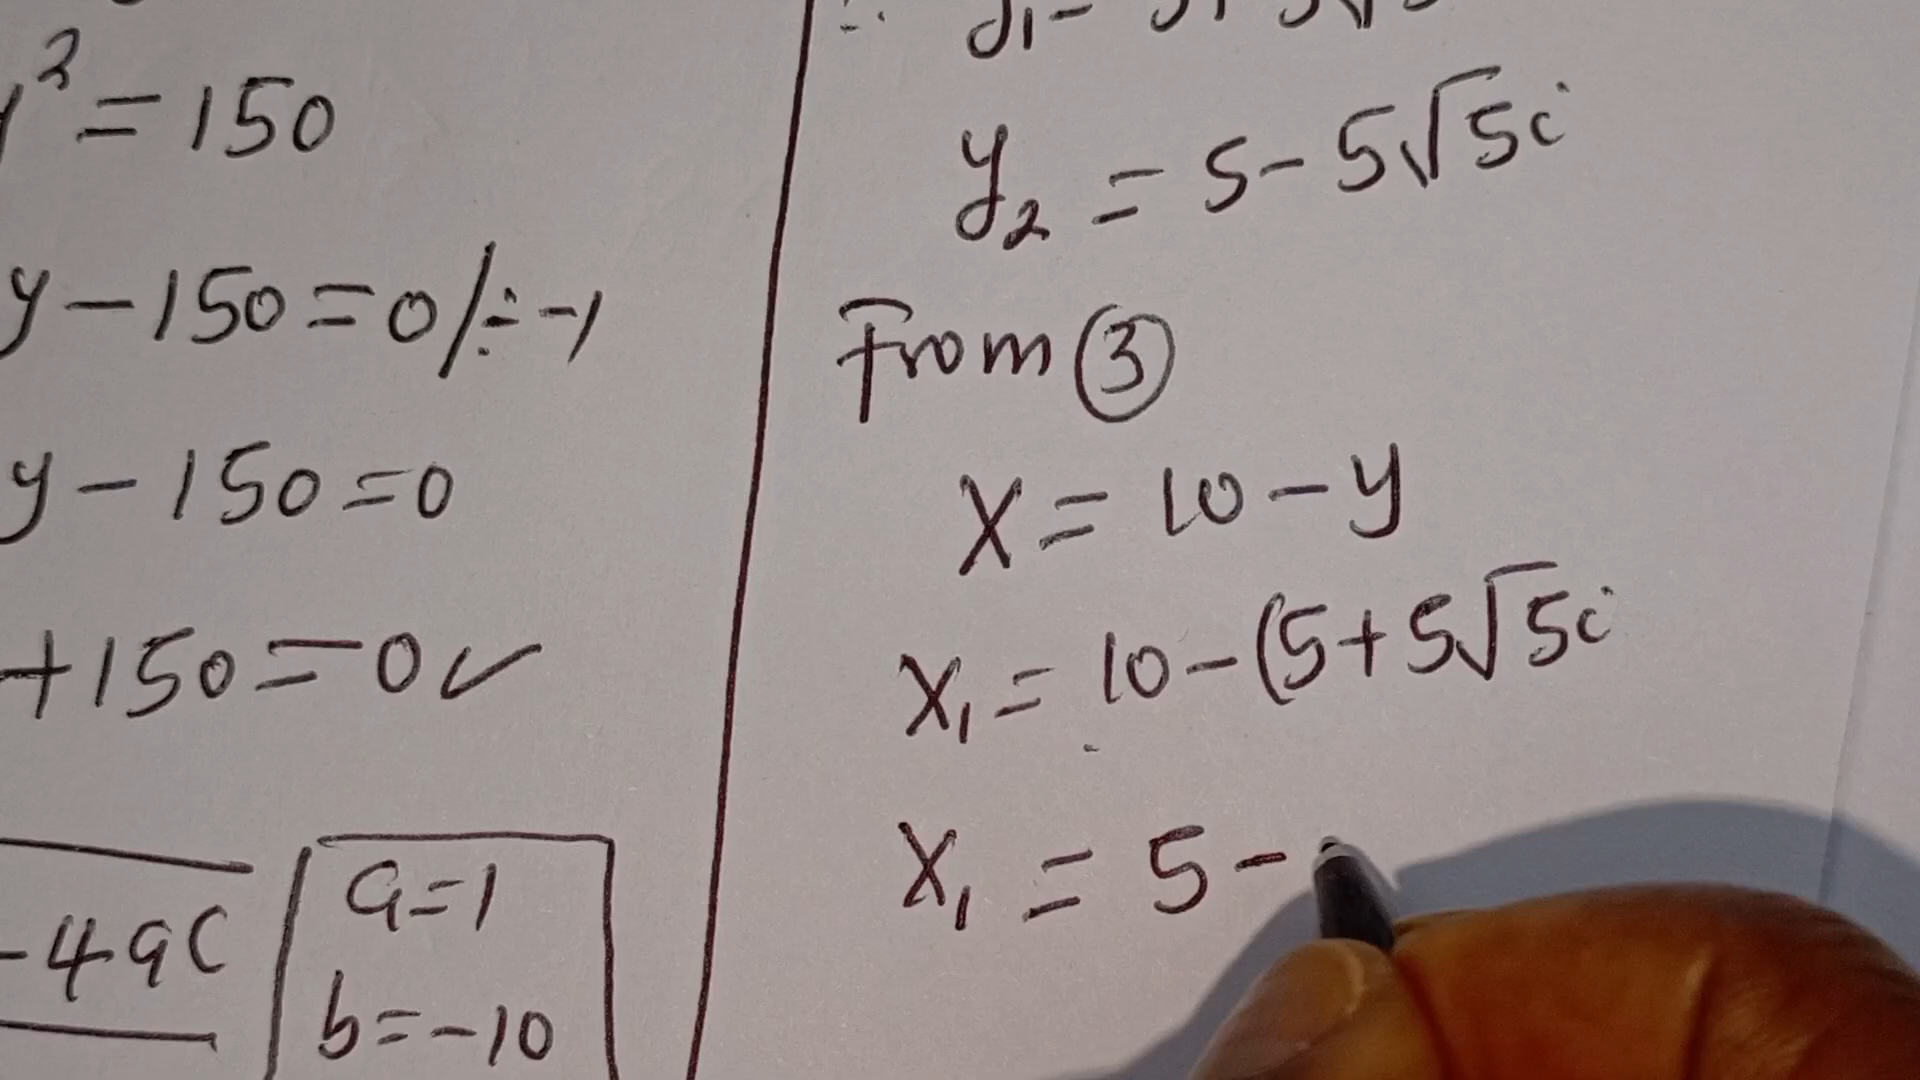 y² = 150
y - 150 = 0 / ÷ -1
y - 150 = 0
+ 150 = 0 ✓
- 4ac
a = 1
b = -10
y₂ = 5 - 5√5i
From ③
x = 10 - y
x₁ = 10 - (5 + 5√5i
x₁ = 5 -